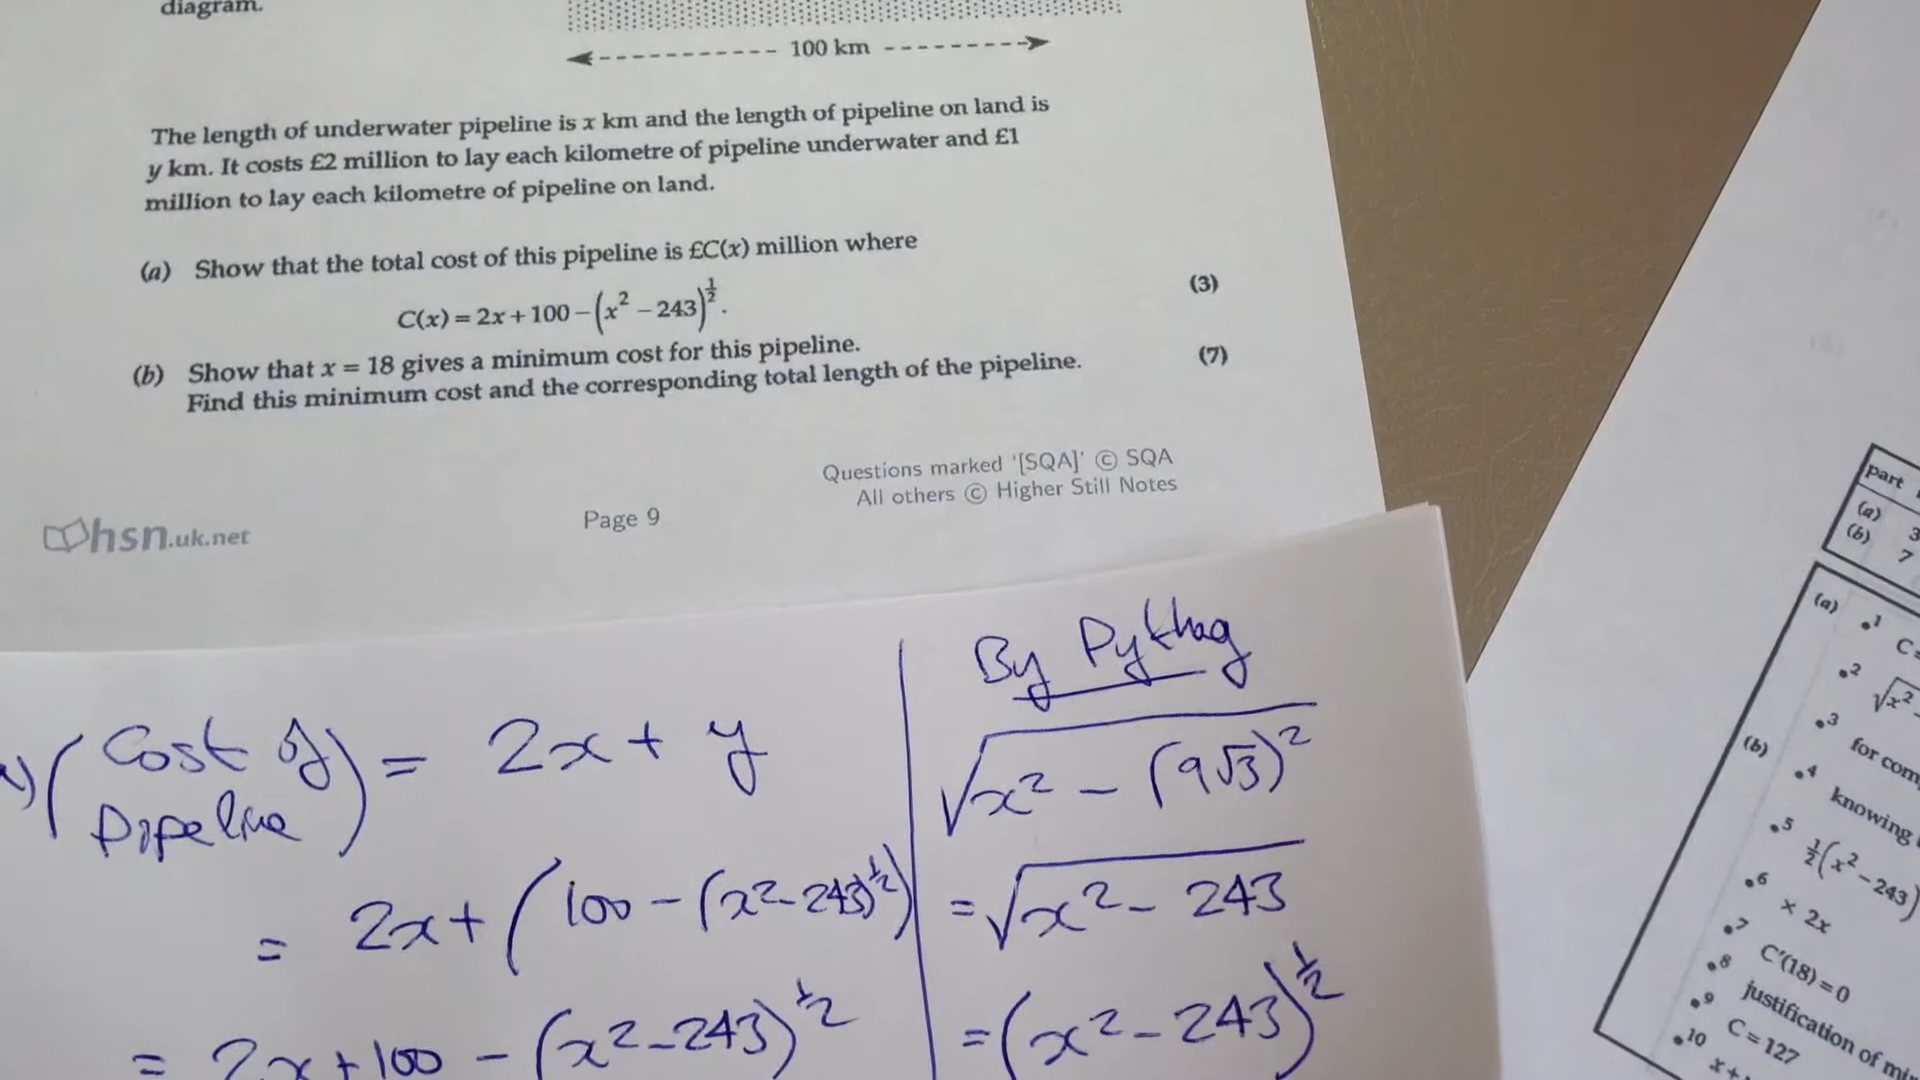 diagram.
100 km
The length of underwater pipeline is x km and the length of pipeline on land is
y km. It costs £2 million to lay each kilometre of pipeline underwater and £1
million to lay each kilometre of pipeline on land.
(a) Show that the total cost of this pipeline is £C(x) million where
C(x) = 2x + 100 − (x² − 243)^½.
(3)
(b) Show that x = 18 gives a minimum cost for this pipeline.
Find this minimum cost and the corresponding total length of the pipeline.
(7)
Questions marked '[SQA]' © SQA
All others © Higher Still Notes
hsn.uk.net
Page 9
(Cost of Pipeline) = 2x + y
= 2x + (100 − (x² − 243)^½)
= 2x + 100 − (x² − 243)^½
By Pythag
√(x² − (9√3)²)
= √(x² − 243)
= (x² − 243)^½
part
(a) 3
(b) 7
(a) •1 C =
•2 √x² −
•3 for com
(b) •4 knowing
•5 ½(x² − 243)
•6 × 2x
•7 C'(18) = 0
•8 justification of
•9 C = 127
•10 x +